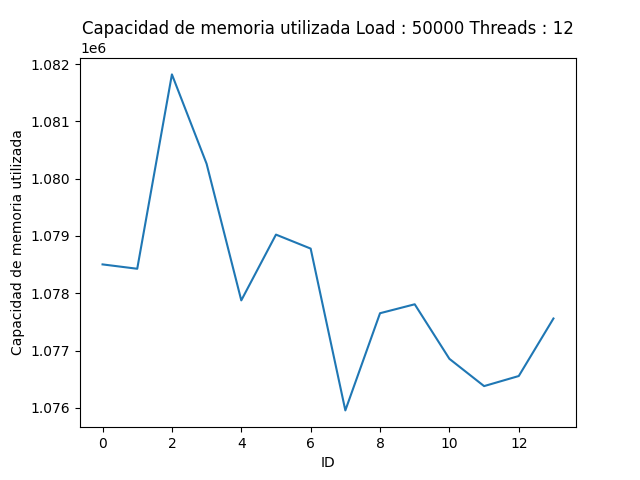 Capacidad de memoria utilizada Load : 50000 Threads : 12
1e6
1.082
1.081
1.080
1.079
1.078
1.077
1.076
Capacidad de memoria utilizada
0 2 4 6 8 10 12
ID